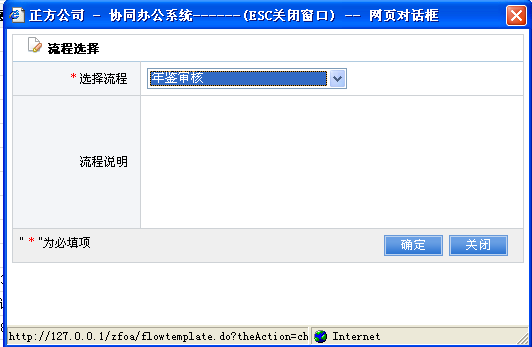 正方公司 - 协同办公系统------(ESC关闭窗口) -- 网页对话框
流程选择
*选择流程 年鉴审核
流程说明
" * "为必填项 确定 关闭
http://127.0.0.1/zfoa/flowtemplate.do?theAction=ch Internet